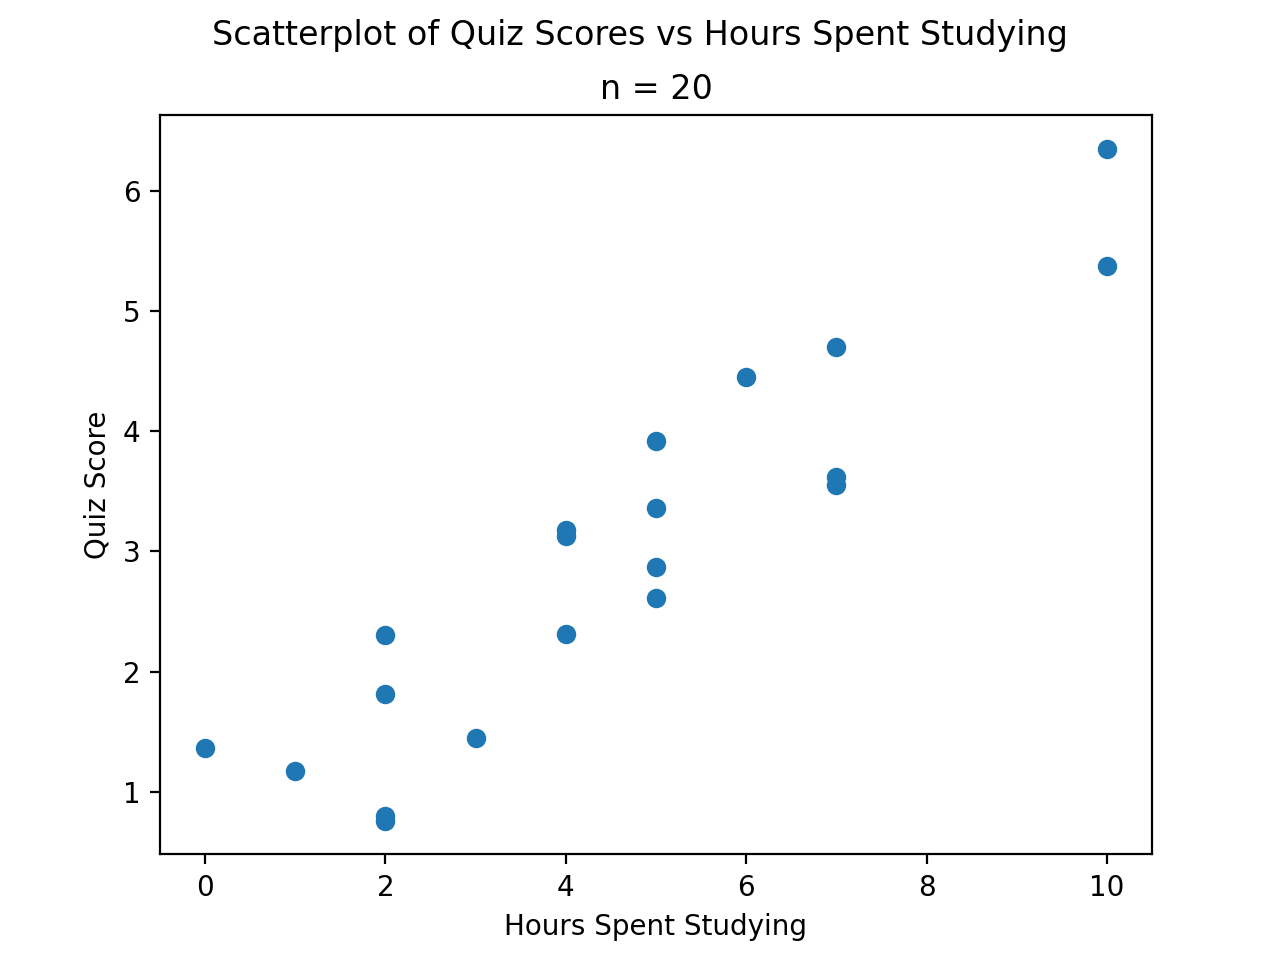 Scatterplot of Quiz Scores vs Hours Spent Studying
n = 20
6
5
4
3
2
1
Quiz Score
0 2 4 6 8 10
Hours Spent Studying